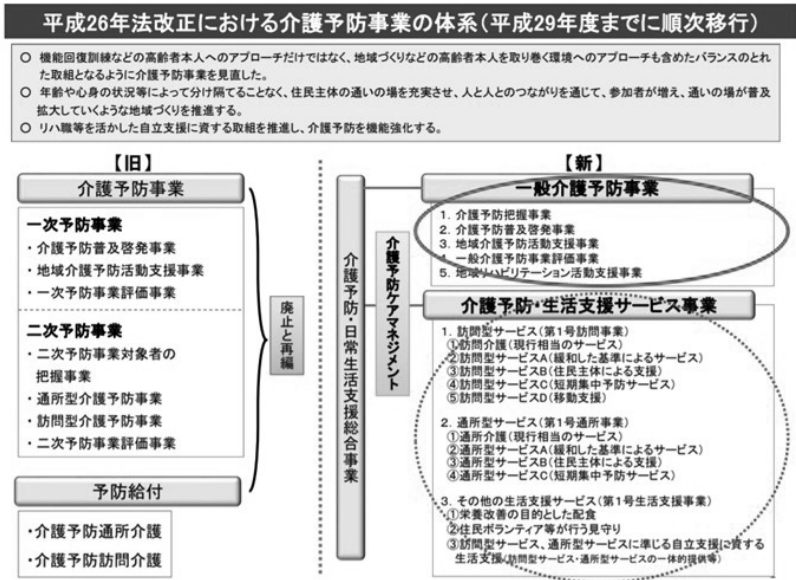 平成26年法改正における介護予防事業の体系(平成29年度までに順次移行)
○ 機能回復訓練などの高齢者本人へのアプローチだけではなく、地域づくりなどの高齢者本人を取り巻く環境へのアプローチも含めたバランスのとれ
た取組となるように介護予防事業を見直した。
○ 年齢や心身の状況等によって分け隔てることなく、住民主体の通いの場を充実させ、人と人とのつながりを通じて、参加者が増え、通いの場が普及
拡大していくような地域づくりを推進する。
○ リハ職等を活かした自立支援に資する取組を推進し、介護予防を機能強化する。
【旧】
介護予防事業
一次予防事業
・介護予防普及啓発事業
・地域介護予防活動支援事業
・一次予防事業評価事業
二次予防事業
・二次予防事業対象者の
把握事業
・通所型介護予防事業
・訪問型介護予防事業
・二次予防事業評価事業
予防給付
・介護予防通所介護
・介護予防訪問介護
廃止と再編
【新】
介護予防・日常生活支援総合事業
介護予防ケアマネジメント
一般介護予防事業
1. 介護予防把握事業
2. 介護予防普及啓発事業
3. 地域介護予防活動支援事業
4. 一般介護予防事業評価事業
5. 地域リハビリテーション活動支援事業
介護予防・生活支援サービス事業
1. 訪問型サービス(第1号訪問事業)
①訪問介護(現行相当のサービス)
②訪問型サービスA(緩和した基準によるサービス)
③訪問型サービスB(住民主体による支援)
④訪問型サービスC(短期集中予防サービス)
⑤訪問型サービスD(移動支援)
2. 通所型サービス(第1号通所事業)
①通所介護(現行相当のサービス)
②通所型サービスA(緩和した基準によるサービス)
③通所型サービスB(住民主体による支援)
④通所型サービスC(短期集中予防サービス)
3. その他の生活支援サービス(第1号生活支援事業)
①栄養改善の目的とした配食
②住民ボランティア等が行う見守り
③訪問型サービス、通所型サービスに準じる自立支援に資する
生活支援(訪問型サービス・通所型サービスの一体的提供等)